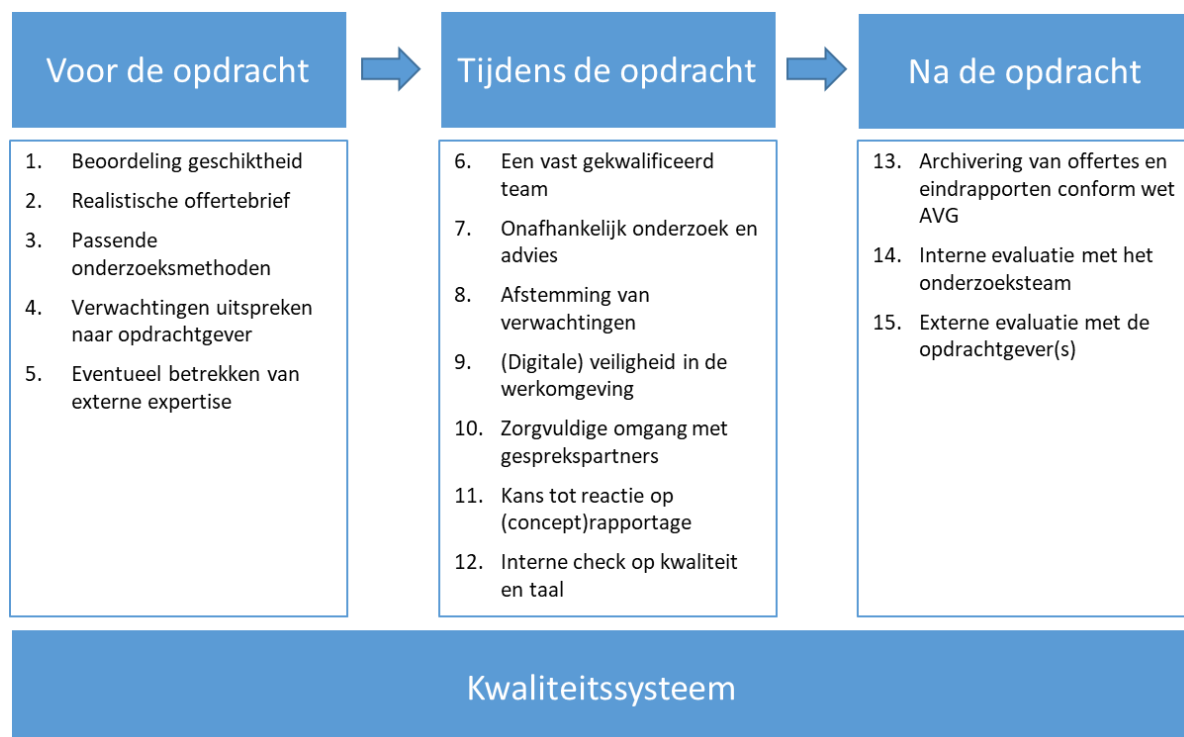 Voor de opdracht
1. Beoordeling geschiktheid
2. Realistische offertebrief
3. Passende
onderzoeksmethoden
4. Verwachtingen uitspreken
naar opdrachtgever
5. Eventueel betrekken van
externe expertise
Tijdens de opdracht
6. Een vast gekwalificeerd
team
7. Onafhankelijk onderzoek en
advies
8. Afstemming van
verwachtingen
9. (Digitale) veiligheid in de
werkomgeving
10. Zorgvuldige omgang met
gesprekspartners
11. Kans tot reactie op
(concept)rapportage
12. Interne check op kwaliteit
en taal
Na de opdracht
13. Archivering van offertes en
eindrapporten conform wet
AVG
14. Interne evaluatie met het
onderzoeksteam
15. Externe evaluatie met de
opdrachtgever(s)
Kwaliteitssysteem